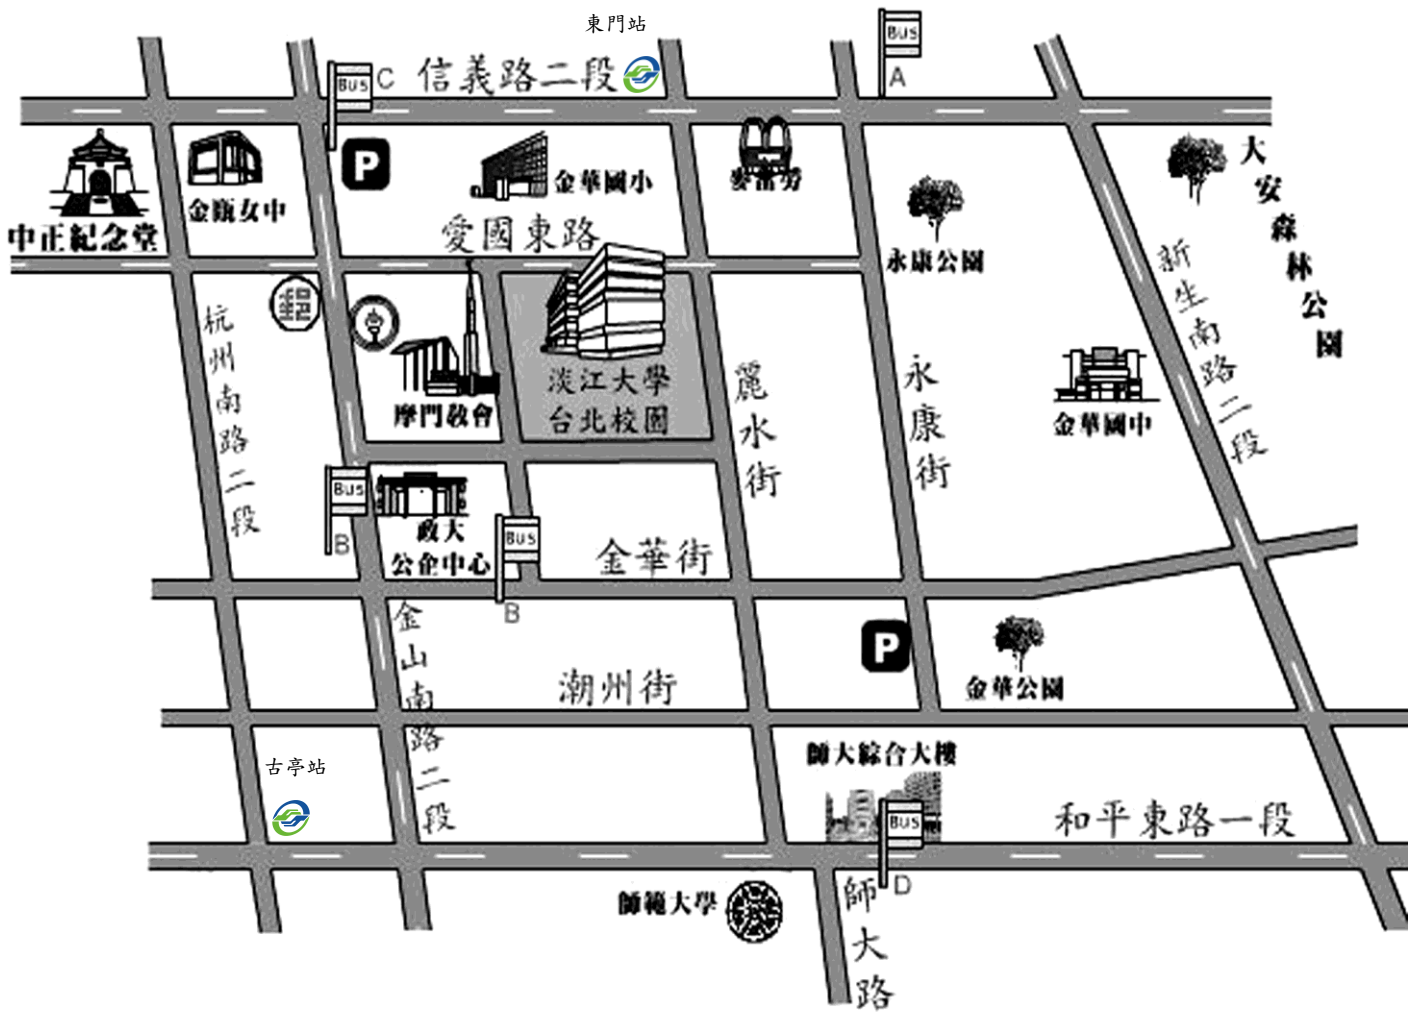 東門站
BUS
A
信義路二段
BUS
C
P
金甌女中
中正紀念堂
金華國小
麥當勞
大安森林公園
永康公園
愛國東路
新生南路二段
杭州南路二段
摩門教會
淡江大學
台北校園
麗水街
永康街
金華國中
BUS
B
政大
公企中心
BUS
B
金華街
金山南路二段
P
金華公園
潮州街
古亭站
師大綜合大樓
BUS
D
和平東路一段
師範大學
師大路